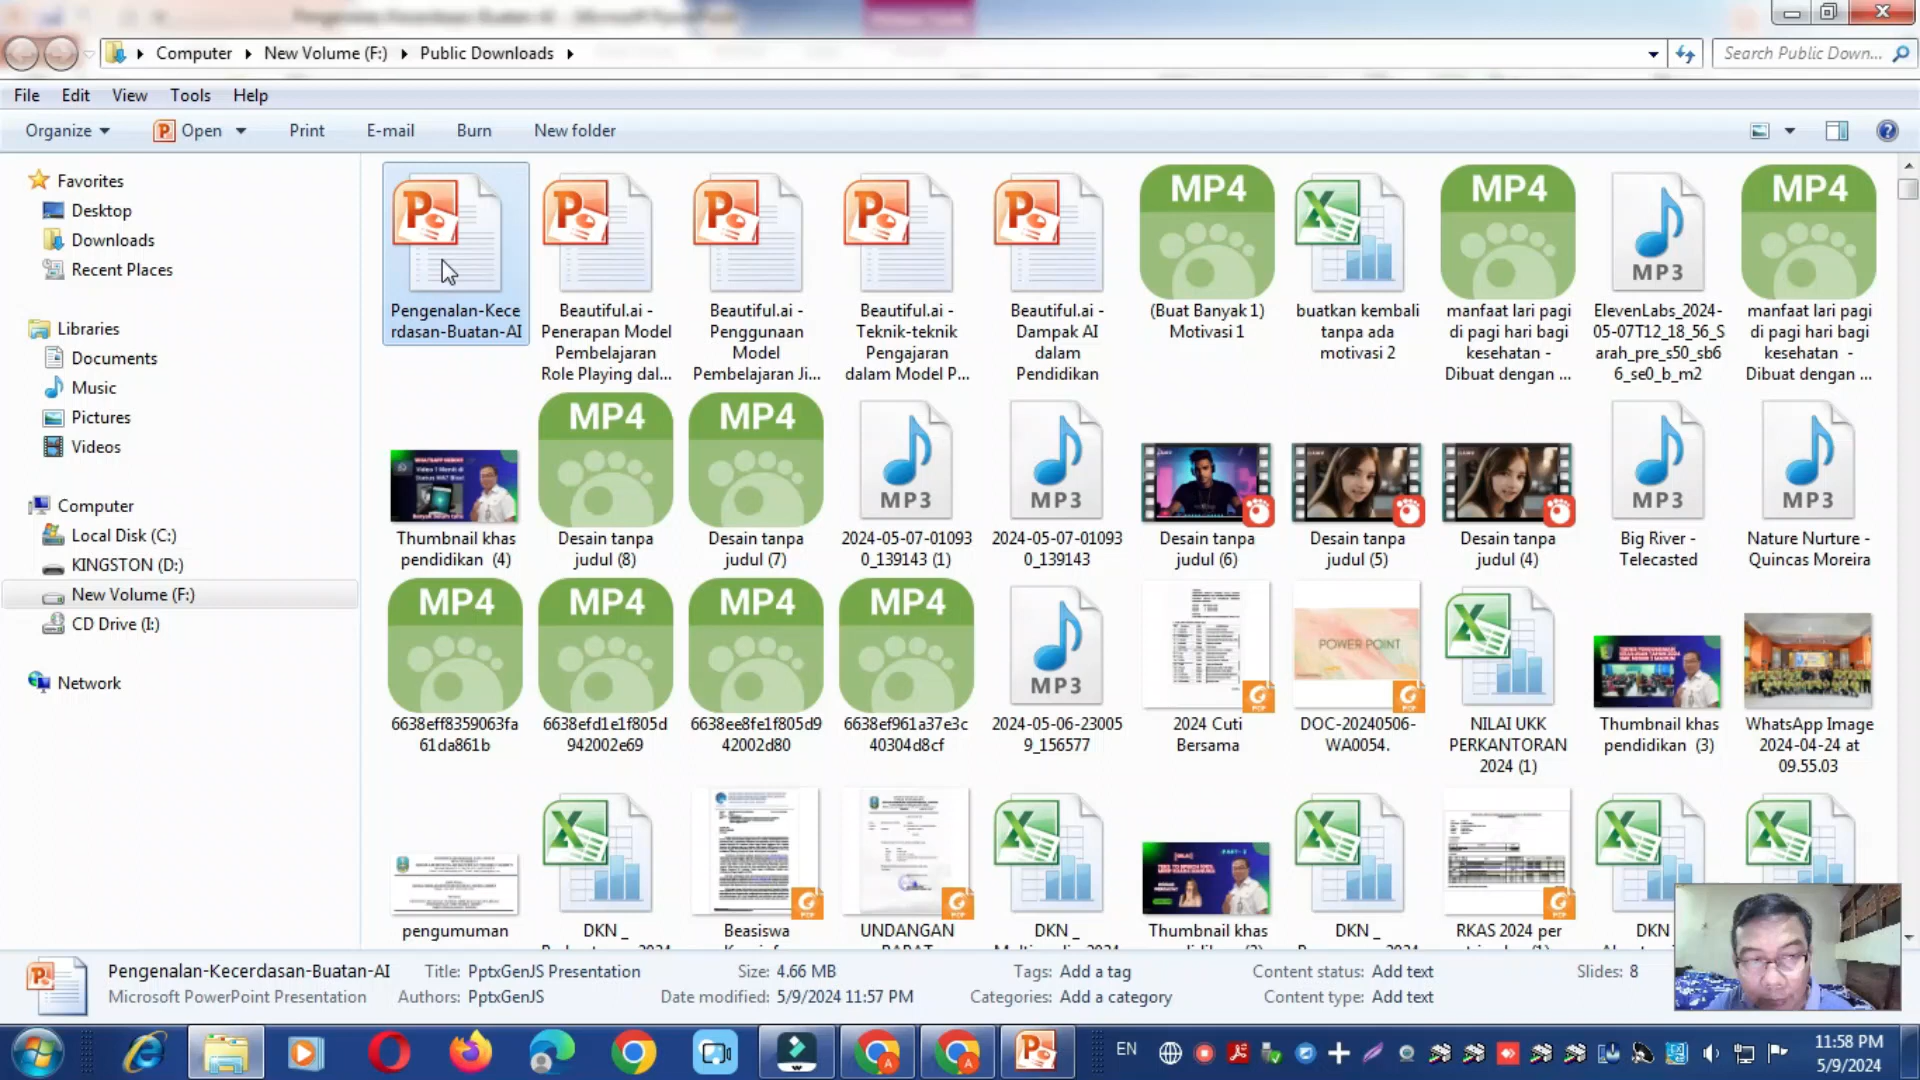 Computer
New Volume (F:)
Public Downloads
Search Public Down...
File
Edit
View
Tools
Help
Organize
Open
Print
E-mail
Burn
New folder
Favorites
Desktop
Downloads
Recent Places
Libraries
Documents
Music
Pictures
Videos
Computer
Local Disk (C:)
KINGSTON (D:)
New Volume (F:)
CD Drive (I:)
Network
Pengenalan-Kece
rdasan-Buatan-AI
Beautiful.ai -
Penerapan Model
Pembelajaran
Role Playing dal...
Beautiful.ai -
Penggunaan
Model
Pembelajaran Ji...
Beautiful.ai -
Teknik-teknik
Pengajaran
dalam Model P...
Beautiful.ai -
Dampak AI
dalam
Pendidikan
MP4
(Buat Banyak 1)
Motivasi 1
buatkan kembali
tanpa ada
motivasi 2
MP4
manfaat lari pagi
di pagi hari bagi
kesehatan -
Dibuat dengan ...
MP3
ElevenLabs_2024-
05-07T12_18_56_S
arah_pre_s50_sb6
6_se0_b_m2
MP4
manfaat lari pagi
di pagi hari bagi
kesehatan -
Dibuat dengan ...
Thumbnail khas
pendidikan (4)
MP4
Desain tanpa
judul (8)
MP4
Desain tanpa
judul (7)
MP3
2024-05-07-01093
0_139143 (1)
MP3
2024-05-07-01093
0_139143
Desain tanpa
judul (6)
Desain tanpa
judul (5)
Desain tanpa
judul (4)
MP3
Big River -
Telecasted
MP3
Nature Nurture -
Quincas Moreira
MP4
6638eff8359063fa
61da861b
MP4
6638efd1e1f805d
942002e69
MP4
6638ee8fe1f805d9
42002d80
MP4
6638ef961a37e3c
40304d8cf
MP3
2024-05-06-23005
9_156577
2024 Cuti
Bersama
POWER POINT
DOC-20240506-
WA0054.
NILAI UKK
PERKANTORAN
2024 (1)
Thumbnail khas
pendidikan (3)
WhatsApp Image
2024-04-24 at
09.55.03
pengumuman
DKN _
Beasiswa
UNDANGAN
DKN _
Thumbnail khas
DKN _
RKAS 2024 per
DKN
Pengenalan-Kecerdasan-Buatan-AI
Microsoft PowerPoint Presentation
Title: PptxGenJS Presentation
Authors: PptxGenJS
Size: 4.66 MB
Date modified: 5/9/2024 11:57 PM
Tags: Add a tag
Categories: Add a category
Content status: Add text
Content type: Add text
Slides: 8
EN
11:58 PM
5/9/2024